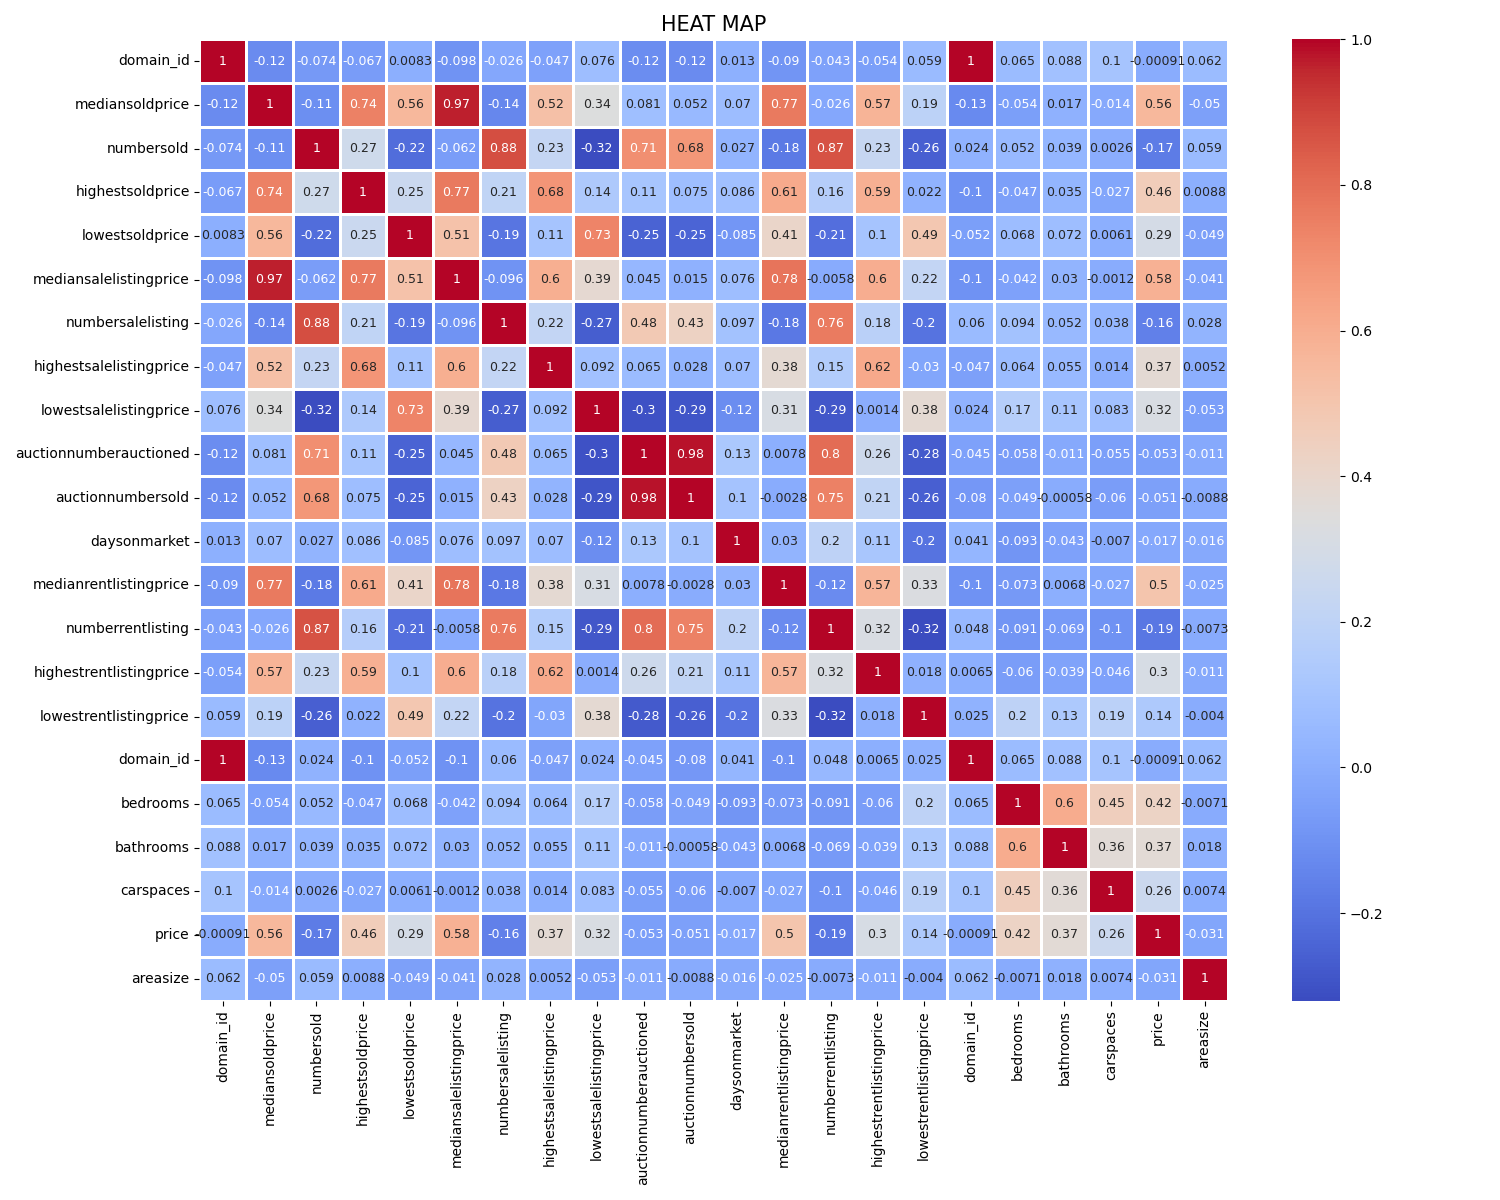 HEAT MAP
domain_id 1 -0.12 -0.074 -0.067 0.0083 -0.098 -0.026 -0.047 0.076 -0.12 -0.12 0.013 -0.09 -0.043 -0.054 0.059 1 0.065 0.088 0.1 -0.00091 0.062
mediansoldprice -0.12 1 -0.11 0.74 0.56 0.97 -0.14 0.52 0.34 0.081 0.052 0.07 0.77 -0.026 0.57 0.19 -0.13 -0.054 0.017 -0.014 0.56 -0.05
numbersold -0.074 -0.11 1 0.27 -0.22 -0.062 0.88 0.23 -0.32 0.71 0.68 0.027 -0.18 0.87 0.23 -0.26 0.024 0.052 0.039 0.0026 -0.17 0.059
highestsoldprice -0.067 0.74 0.27 1 0.25 0.77 0.21 0.68 0.14 0.11 0.075 0.086 0.61 0.16 0.59 0.022 -0.1 -0.047 0.035 -0.027 0.46 0.0088
lowestsoldprice 0.0083 0.56 -0.22 0.25 1 0.51 -0.19 0.11 0.73 -0.25 -0.25 -0.085 0.41 -0.21 0.1 0.49 -0.052 0.068 0.072 0.0061 0.29 -0.049
mediansalelistingprice -0.098 0.97 -0.062 0.77 0.51 1 -0.096 0.6 0.39 0.045 0.015 0.076 0.78 -0.0058 0.6 0.22 -0.1 -0.042 0.03 -0.0012 0.58 -0.041
numbersalelisting -0.026 -0.14 0.88 0.21 -0.19 -0.096 1 0.22 -0.27 0.48 0.43 0.097 -0.18 0.76 0.18 -0.2 0.06 0.094 0.052 0.038 -0.16 0.028
highestsalelistingprice -0.047 0.52 0.23 0.68 0.11 0.6 0.22 1 0.092 0.065 0.028 0.07 0.38 0.15 0.62 -0.03 -0.047 0.064 0.055 0.014 0.37 0.0052
lowestsalelistingprice 0.076 0.34 -0.32 0.14 0.73 0.39 -0.27 0.092 1 -0.3 -0.29 -0.12 0.31 -0.29 0.0014 0.38 0.024 0.17 0.11 0.083 0.32 -0.053
auctionnumberauctioned -0.12 0.081 0.71 0.11 -0.25 0.045 0.48 0.065 -0.3 1 0.98 0.13 0.0078 0.8 0.26 -0.28 -0.045 -0.058 -0.011 -0.055 -0.053 -0.011
auctionnumbersold -0.12 0.052 0.68 0.075 -0.25 0.015 0.43 0.028 -0.29 0.98 1 0.1 -0.0028 0.75 0.21 -0.26 -0.08 -0.049 -0.00058 -0.06 -0.051 -0.0088
daysonmarket 0.013 0.07 0.027 0.086 -0.085 0.076 0.097 0.07 -0.12 0.13 0.1 1 0.03 0.2 0.11 -0.2 0.041 -0.093 -0.043 -0.007 -0.017 -0.016
medianrentlistingprice -0.09 0.77 -0.18 0.61 0.41 0.78 -0.18 0.38 0.31 0.0078 -0.0028 0.03 1 -0.12 0.57 0.33 -0.1 -0.073 0.0068 -0.027 0.5 -0.025
numberrentlisting -0.043 -0.026 0.87 0.16 -0.21 -0.0058 0.76 0.15 -0.29 0.8 0.75 0.2 -0.12 1 0.32 -0.32 0.048 -0.091 -0.069 -0.1 -0.19 -0.0073
highestrentlistingprice -0.054 0.57 0.23 0.59 0.1 0.6 0.18 0.62 0.0014 0.26 0.21 0.11 0.57 0.32 1 0.018 0.0065 -0.06 -0.039 -0.046 0.3 -0.011
lowestrentlistingprice 0.059 0.19 -0.26 0.022 0.49 0.22 -0.2 -0.03 0.38 -0.28 -0.26 -0.2 0.33 -0.32 0.018 1 0.025 0.2 0.13 0.19 0.14 -0.004
domain_id 1 -0.13 0.024 -0.1 -0.052 -0.1 0.06 -0.047 0.024 -0.045 -0.08 0.041 -0.1 0.048 0.0065 0.025 1 0.065 0.088 0.1 -0.00091 0.062
bedrooms 0.065 -0.054 0.052 -0.047 0.068 -0.042 0.094 0.064 0.17 -0.058 -0.049 -0.093 -0.073 -0.091 -0.06 0.2 0.065 1 0.6 0.45 0.42 -0.0071
bathrooms 0.088 0.017 0.039 0.035 0.072 0.03 0.052 0.055 0.11 -0.011 -0.00058 -0.043 0.0068 -0.069 -0.039 0.13 0.088 0.6 1 0.36 0.37 0.018
carspaces 0.1 -0.014 0.0026 -0.027 0.0061 -0.0012 0.038 0.014 0.083 -0.055 -0.06 -0.007 -0.027 -0.1 -0.046 0.19 0.1 0.45 0.36 1 0.26 0.0074
price -0.00091 0.56 -0.17 0.46 0.29 0.58 -0.16 0.37 0.32 -0.053 -0.051 -0.017 0.5 -0.19 0.3 0.14 -0.00091 0.42 0.37 0.26 1 -0.031
areasize 0.062 -0.05 0.059 0.0088 -0.049 -0.041 0.028 0.0052 -0.053 -0.011 -0.0088 -0.016 -0.025 -0.0073 -0.011 -0.004 0.062 -0.0071 0.018 0.0074 -0.031 1
domain_id
mediansoldprice
numbersold
highestsoldprice
lowestsoldprice
mediansalelistingprice
numbersalelisting
highestsalelistingprice
lowestsalelistingprice
auctionnumberauctioned
auctionnumbersold
daysonmarket
medianrentlistingprice
numberrentlisting
highestrentlistingprice
lowestrentlistingprice
domain_id
bedrooms
bathrooms
carspaces
price
areasize
1.0
0.8
0.6
0.4
0.2
0.0
−0.2